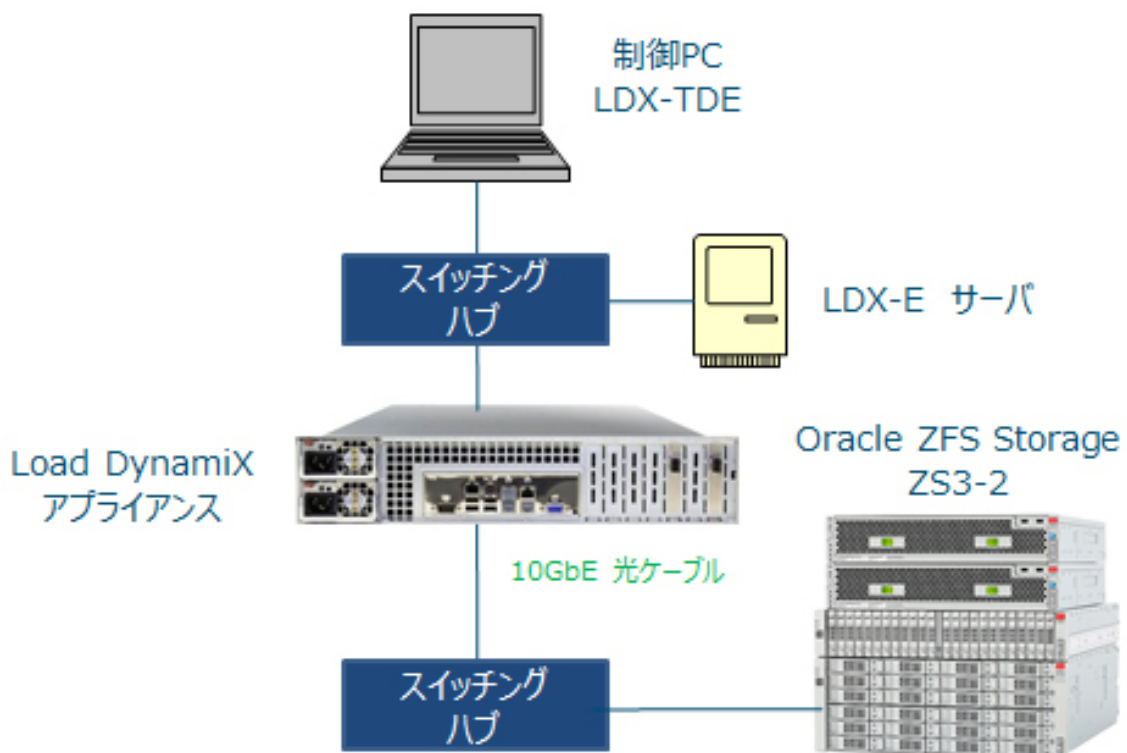 制御PC
LDX-TDE
スイッチング
ハブ
LDX-E サーバ
Load DynamiX
アプライアンス
Oracle ZFS Storage
ZS3-2
10GbE 光ケーブル
スイッチング
ハブ